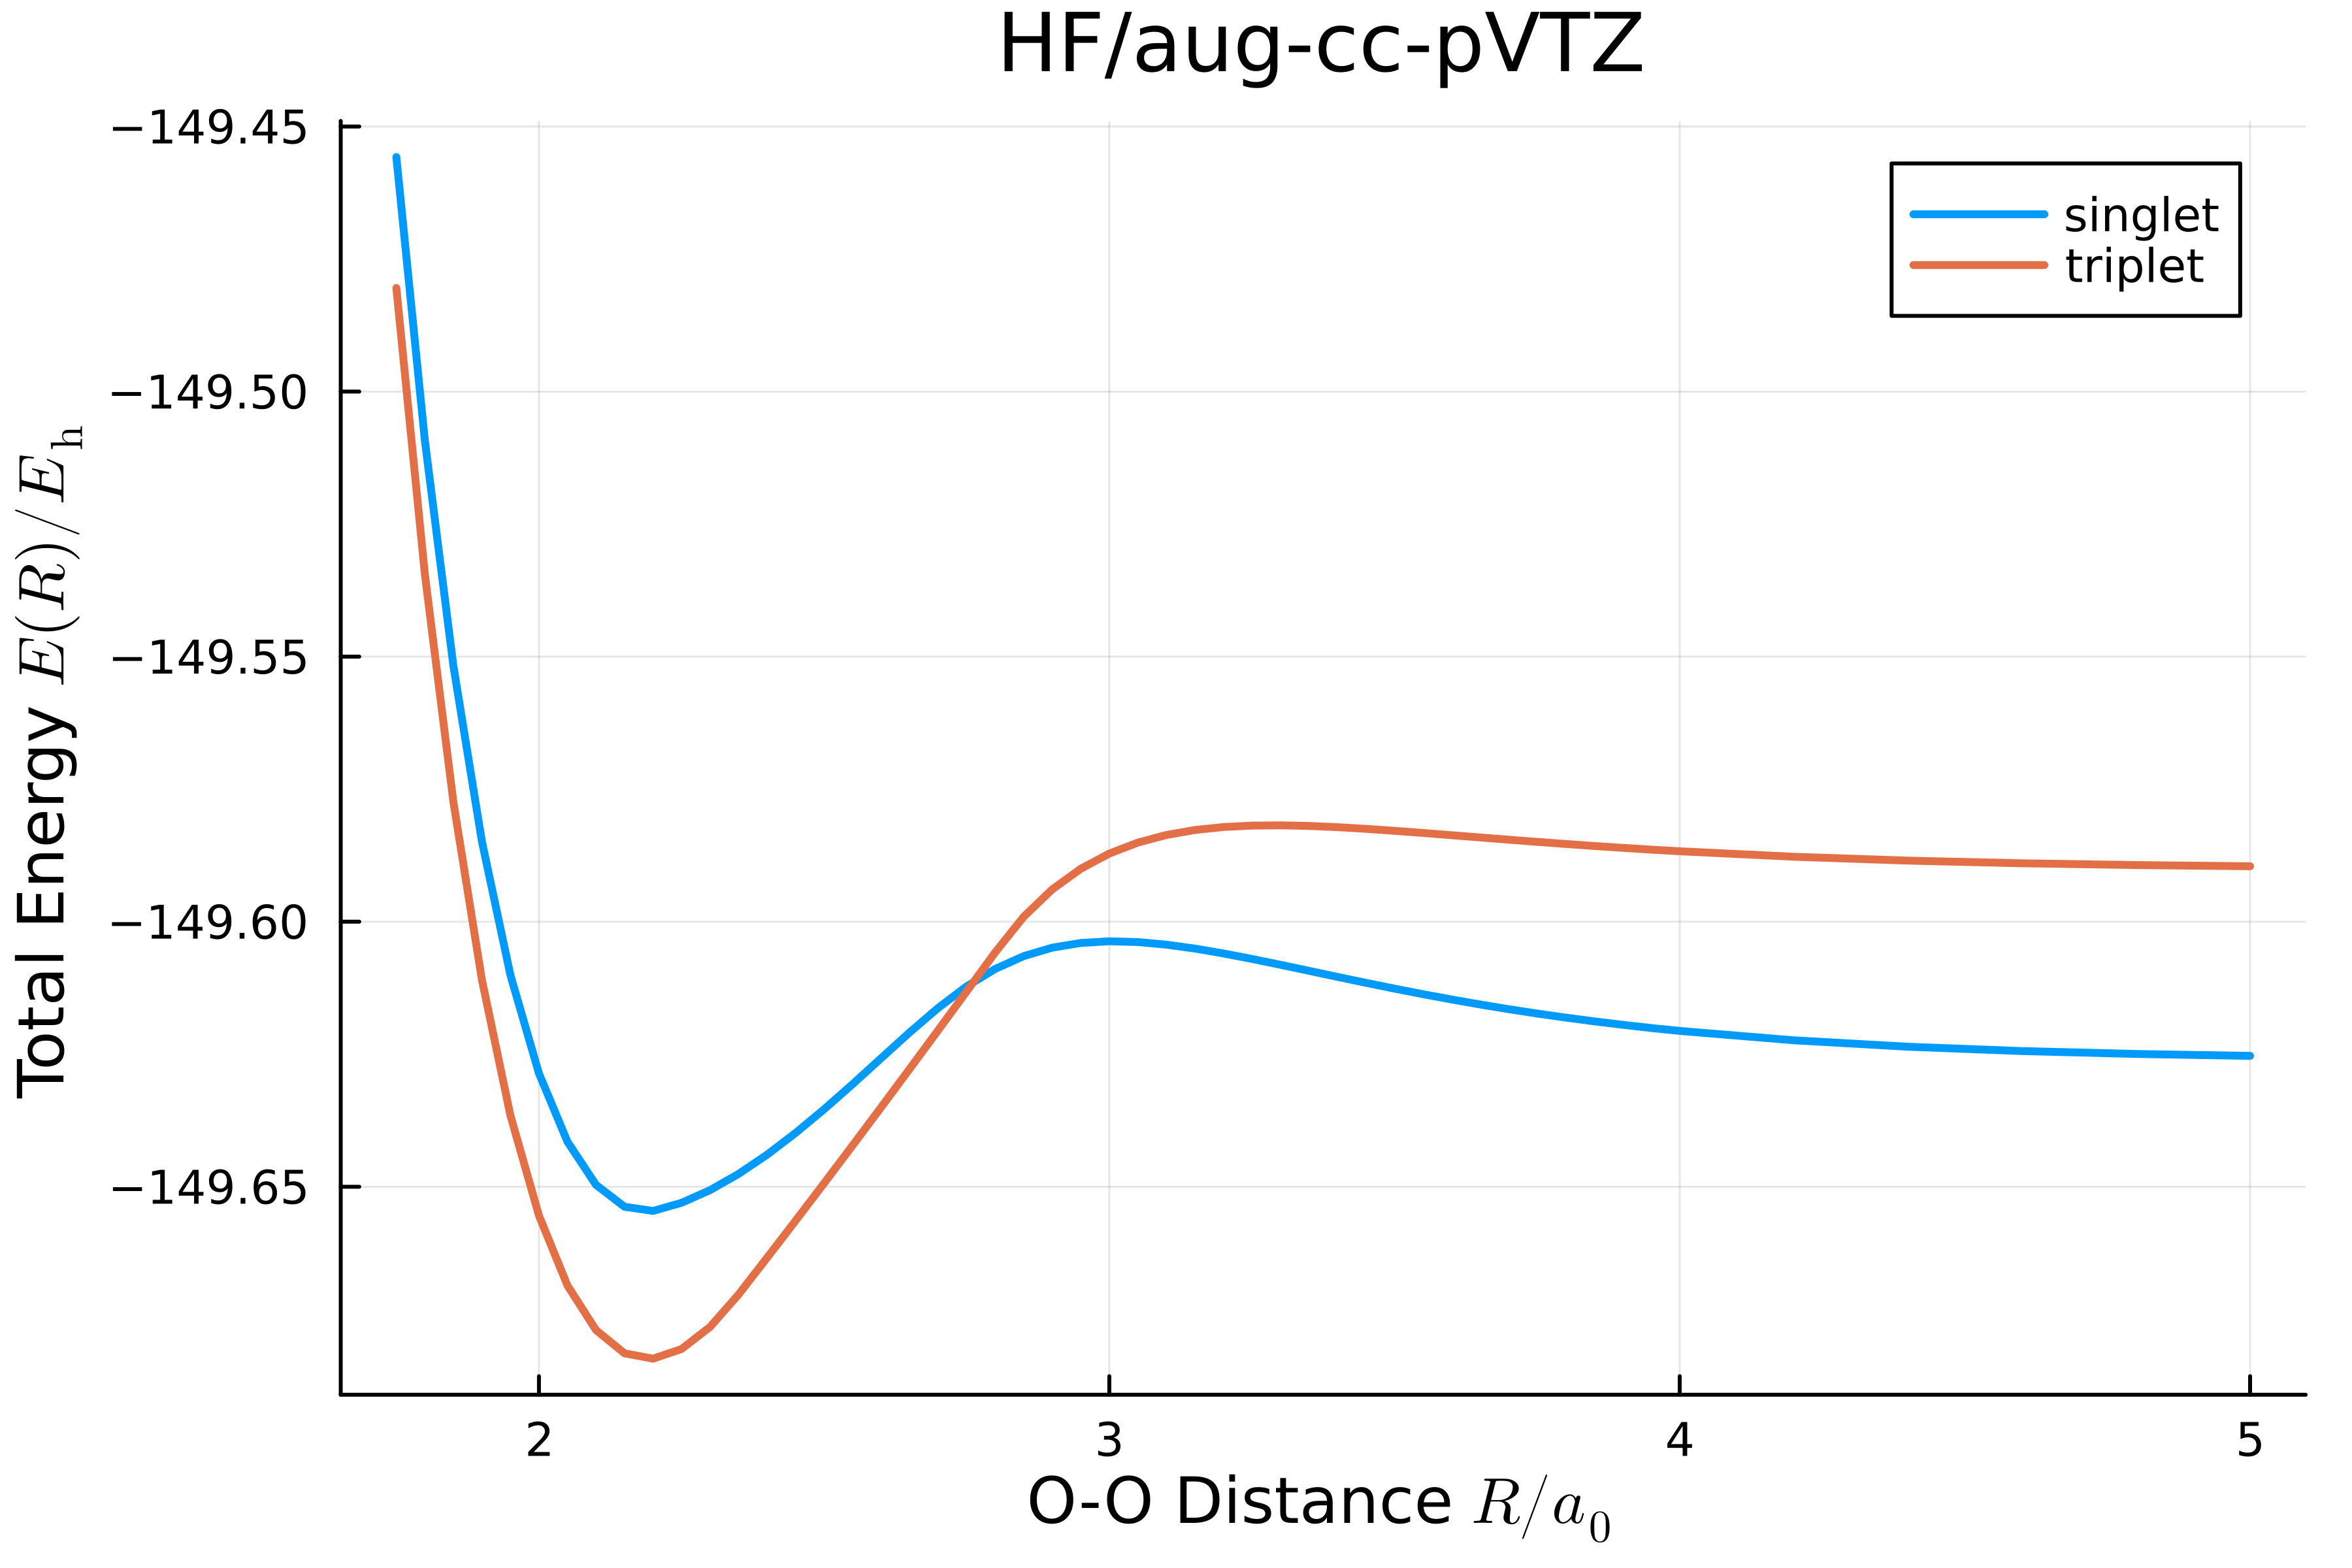 HF/aug-cc-pVTZ
Total Energy E(R)/E_h
−149.45
−149.50
−149.55
−149.60
−149.65
singlet
triplet
2 3 4 5
O-O Distance R/a₀